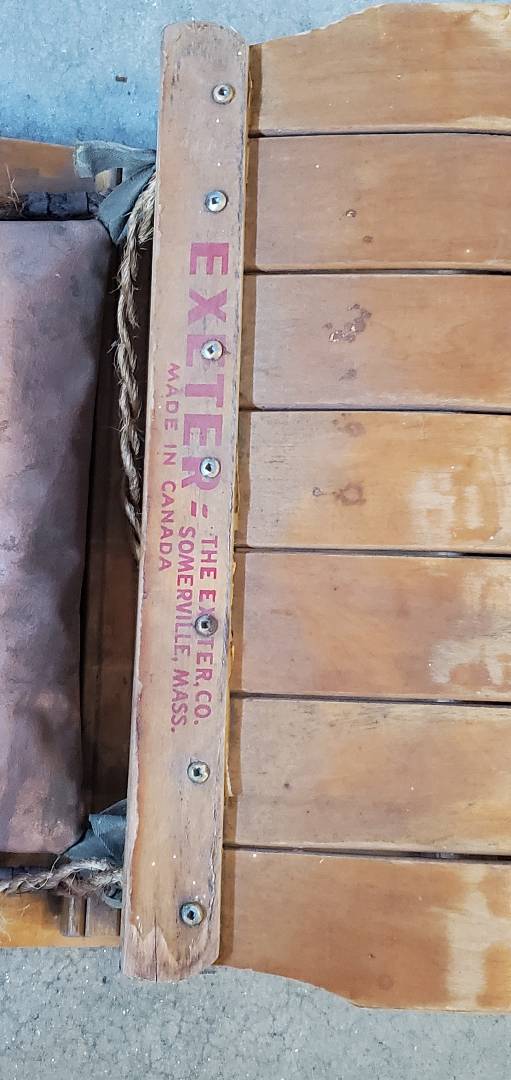 EXETER = THE EXETER, CO.
SOMERVILLE, MASS.
MADE IN CANADA